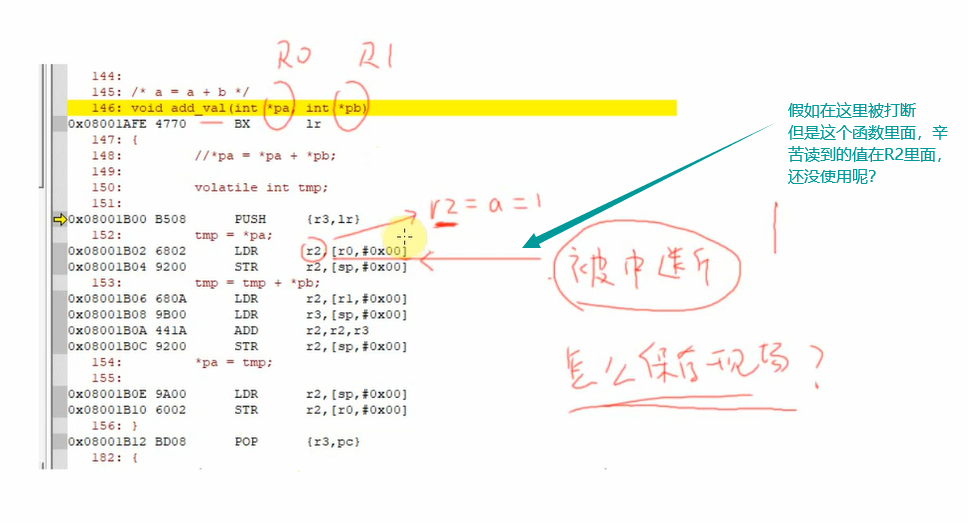 R0 R1
144:
145: /* a = a + b */
146: void add_val(int *pa, int *pb)
0x08001AFE 4770 BX lr
147: {
148: //*pa = *pa + *pb;
149:
150: volatile int tmp;
151:
0x08001B00 B508 PUSH {r3,lr}
152: tmp = *pa;
0x08001B02 6802 LDR r2,[r0,#0x00]
0x08001B04 9200 STR r2,[sp,#0x00]
153: tmp = tmp + *pb;
0x08001B06 680A LDR r2,[r1,#0x00]
0x08001B08 9B00 LDR r3,[sp,#0x00]
0x08001B0A 441A ADD r2,r2,r3
0x08001B0C 9200 STR r2,[sp,#0x00]
154: *pa = tmp;
155:
0x08001B0E 9A00 LDR r2,[sp,#0x00]
0x08001B10 6002 STR r2,[r0,#0x00]
156: }
0x08001B12 BD08 POP {r3,pc}
182: {
r2 = a = 1
假如在这里被打断
但是这个函数里面，辛
苦读到的值在R2里面，
还没使用呢？
被中断
怎么保存现场？